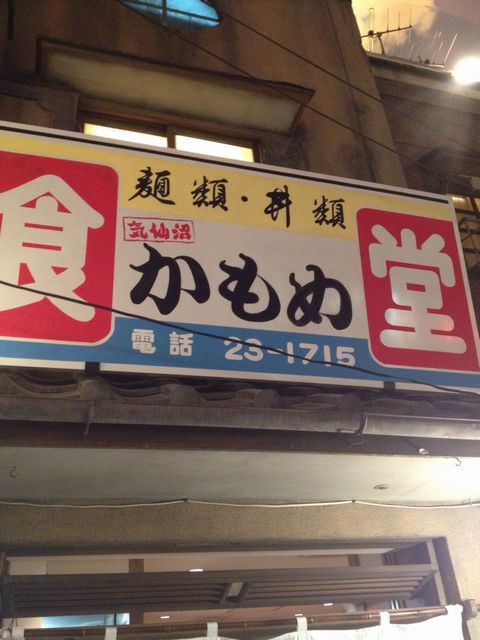 麺類・丼類
気仙沼
かもめ
食堂
電話 23-1715